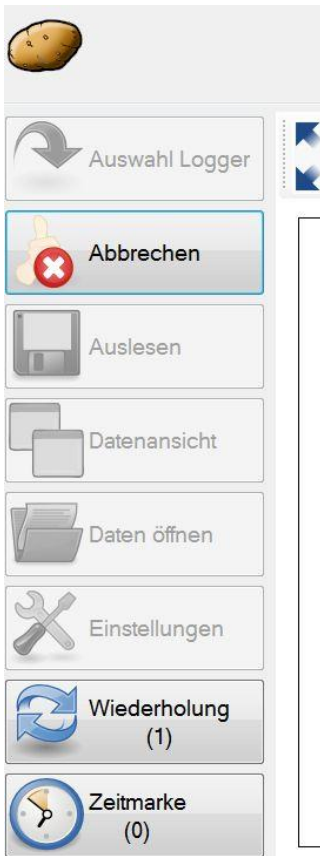 Auswahl Logger
Abbrechen
Auslesen
Datenansicht
Daten öffnen
Einstellungen
Wiederholung
(1)
Zeitmarke
(0)